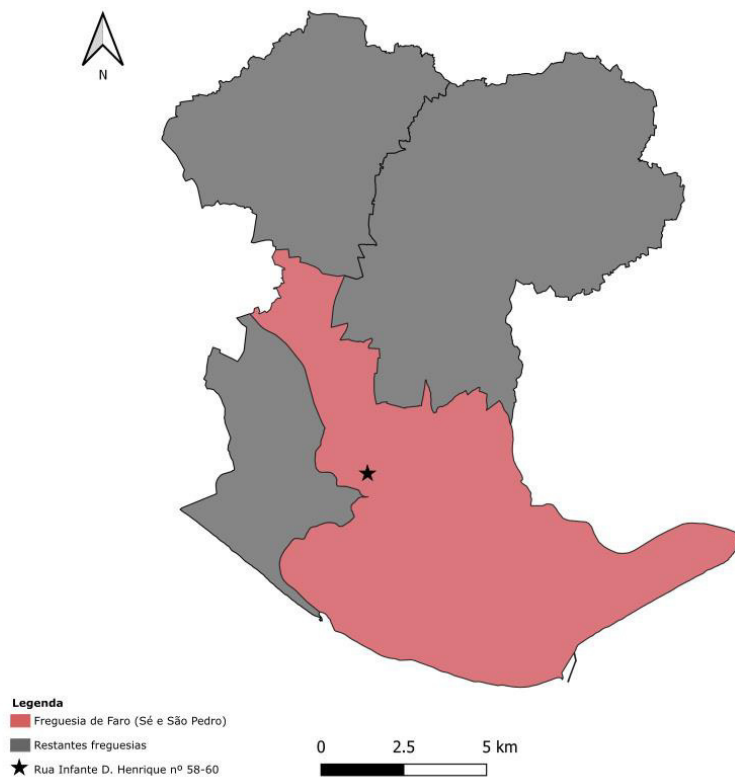 N
Legenda
Freguesia de Faro (Sé e São Pedro)
Restantes freguesias
Rua Infante D. Henrique nº 58-60
0 2.5 5 km